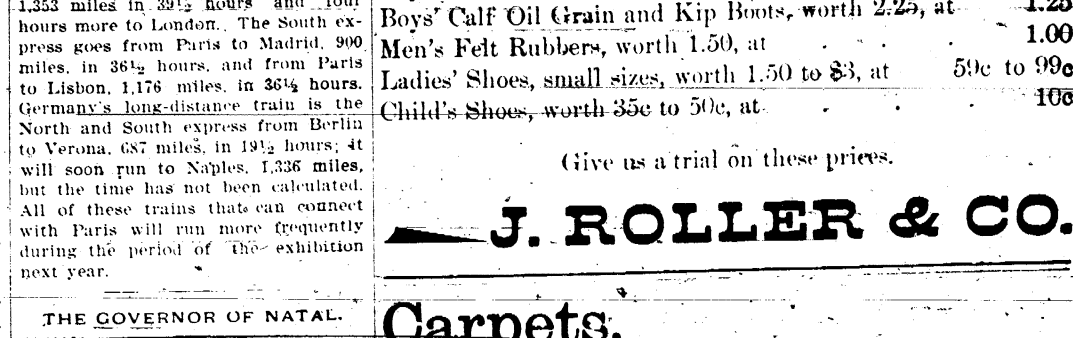 1,353 miles in 39½ hours and four
hours more to London. The South ex-
press goes from Paris to Madrid, 900
miles, in 36½ hours, and from Paris
to Lisbon, 1,176 miles, in 36½ hours.
Germany's long-distance train is the
North and South express from Berlin
to Verona, 687 miles, in 19½ hours; it
will soon run to Naples, 1,336 miles,
but the time has not been calculated.
All of these trains that can connect
with Paris will run more frequently
during the period of the exhibition
next year.
THE GOVERNOR OF NATAL.
Boys' Calf Oil Grain and Kip Boots, worth 2.25, at 1.25
Men's Felt Rubbers, worth 1.50, at . . . 1.00
Ladies' Shoes, small sizes, worth 1.50 to $3, at 59c to 99c
Child's Shoes, worth 35c to 50c, at . . . 10c
Give us a trial on these prices.
J. ROLLER & CO.
Carpets.